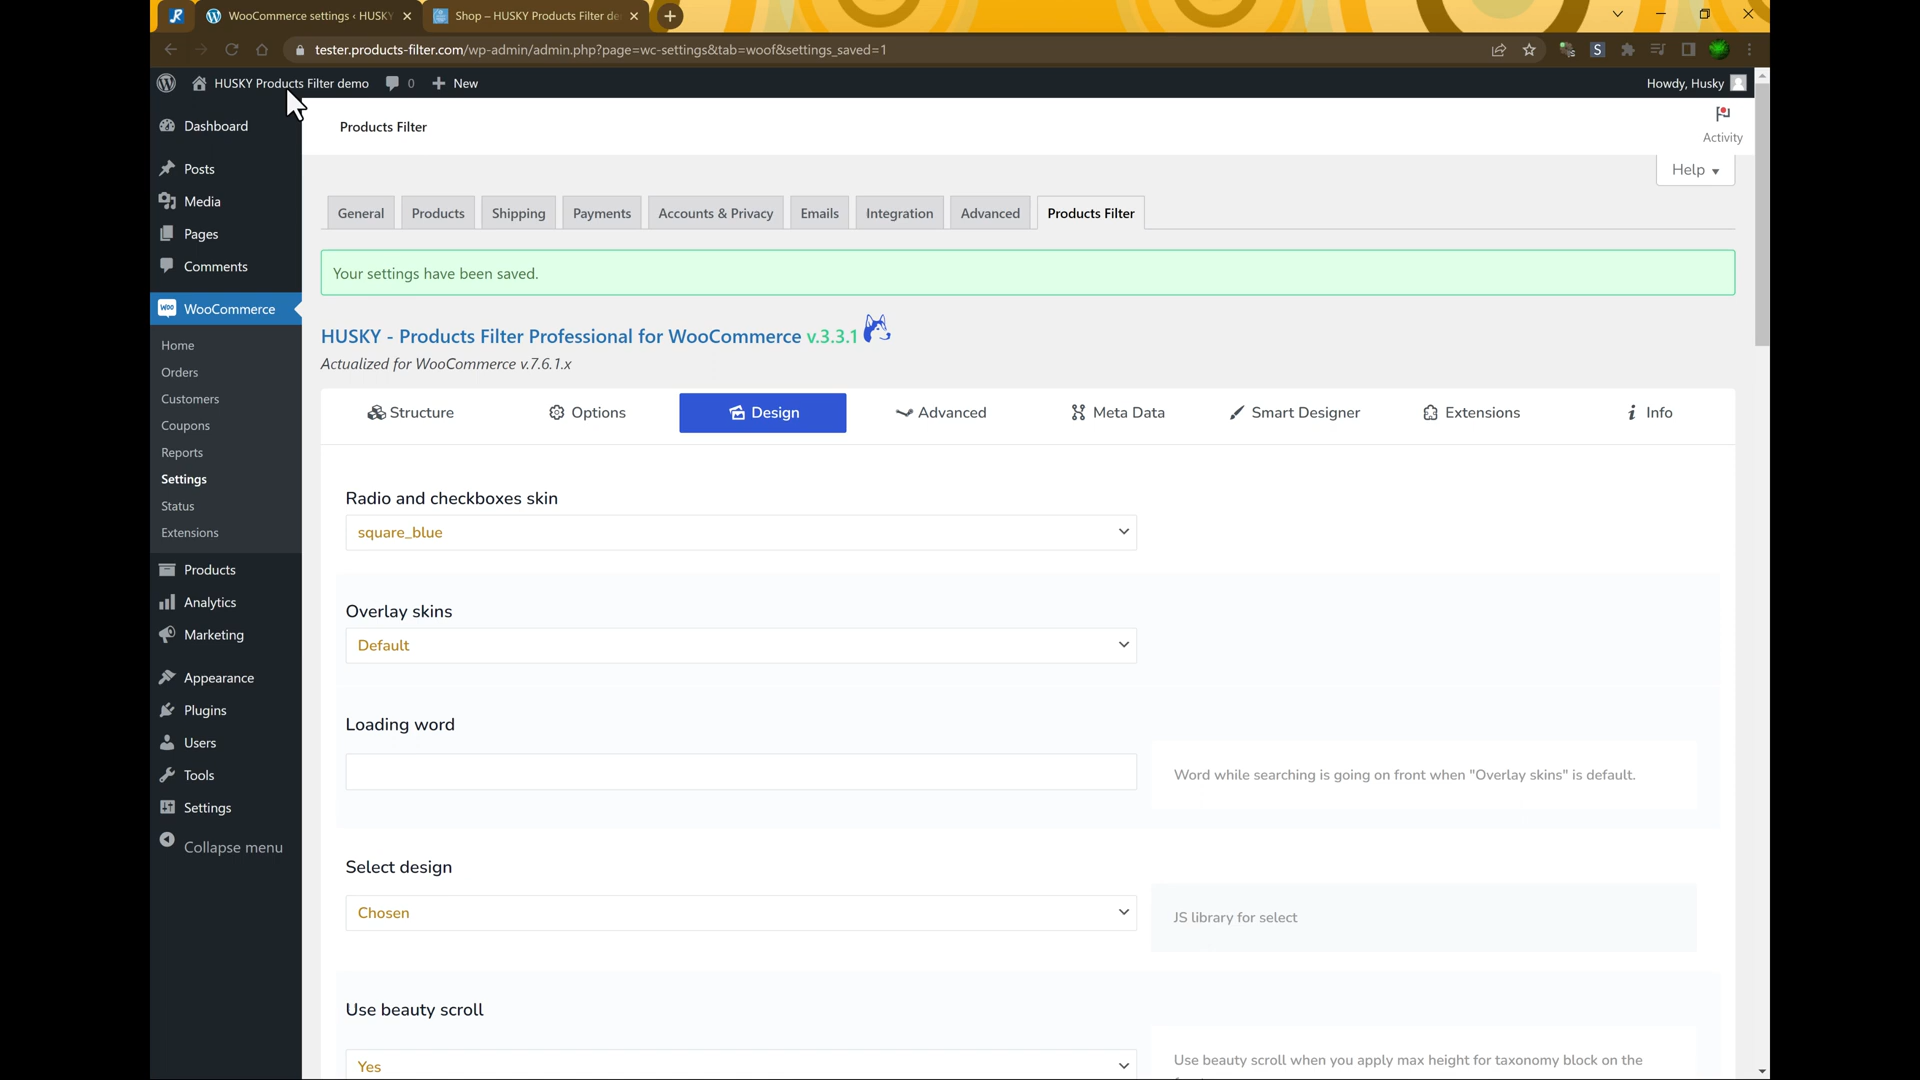 WooCommerce settings ‹ HUSKY
Shop – HUSKY Products Filter de
tester.products-filter.com/wp-admin/admin.php?page=wc-settings&tab=woof&settings_saved=1
S
HUSKY Products Filter demo
0
New
Howdy, Husky
Dashboard
Posts
Media
Pages
Comments
WooCommerce
Home
Orders
Customers
Coupons
Reports
Settings
Status
Extensions
Products
Analytics
Marketing
Appearance
Plugins
Users
Tools
Settings
Collapse menu
Products Filter
Activity
Help
General
Products
Shipping
Payments
Accounts & Privacy
Emails
Integration
Advanced
Products Filter
Your settings have been saved.
HUSKY - Products Filter Professional for WooCommerce v.3.3.1
Actualized for WooCommerce v.7.6.1.x
Structure
Options
Design
Advanced
Meta Data
Smart Designer
Extensions
Info
Radio and checkboxes skin
square_blue
Overlay skins
Default
Loading word
Word while searching is going on front when "Overlay skins" is default.
Select design
Chosen
JS library for select
Use beauty scroll
Yes
Use beauty scroll when you apply max height for taxonomy block on the